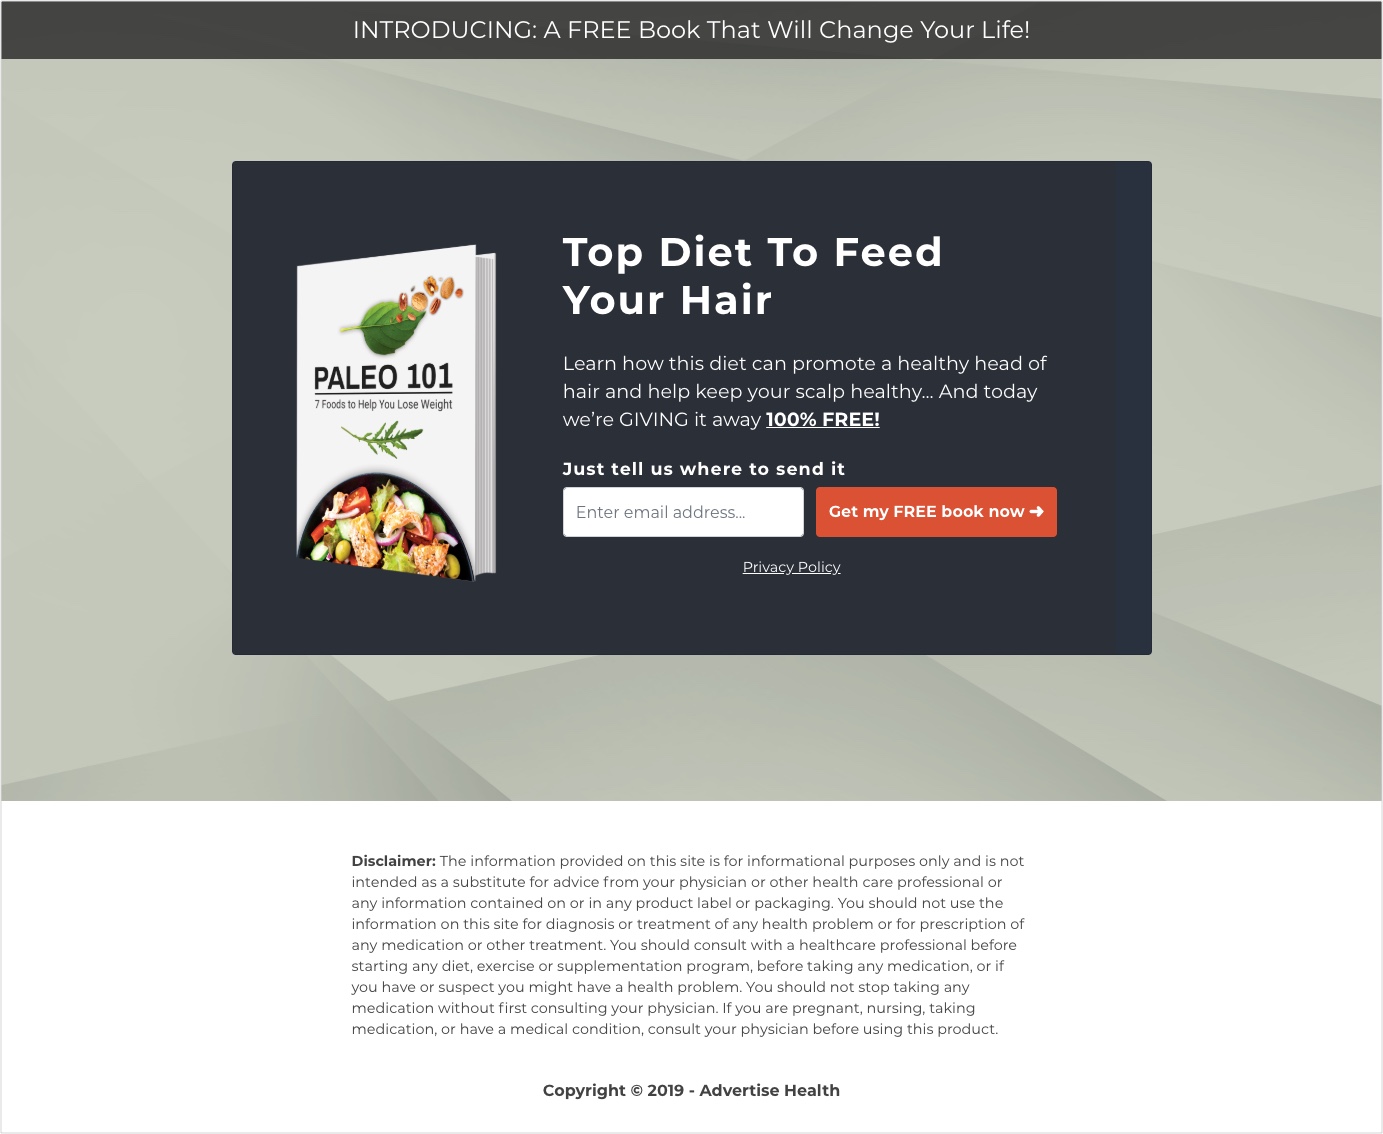 INTRODUCING: A FREE Book That Will Change Your Life!
PALEO 101
7 Foods to Help You Lose Weight
Top Diet To Feed
Your Hair
Learn how this diet can promote a healthy head of
hair and help keep your scalp healthy... And today
we’re GIVING it away 100% FREE!
Just tell us where to send it
Enter email address...
Get my FREE book now ➜
Privacy Policy
Disclaimer: The information provided on this site is for informational purposes only and is not
intended as a substitute for advice from your physician or other health care professional or
any information contained on or in any product label or packaging. You should not use the
information on this site for diagnosis or treatment of any health problem or for prescription of
any medication or other treatment. You should consult with a healthcare professional before
starting any diet, exercise or supplementation program, before taking any medication, or if
you have or suspect you might have a health problem. You should not stop taking any
medication without first consulting your physician. If you are pregnant, nursing, taking
medication, or have a medical condition, consult your physician before using this product.
Copyright © 2019 - Advertise Health